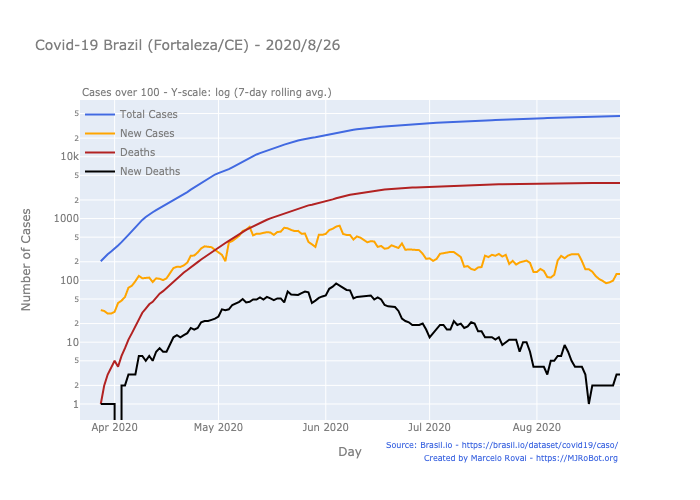 Covid-19 Brazil (Fortaleza/CE) - 2020/8/26
Cases over 100 - Y-scale: log (7-day rolling avg.)
Total Cases
New Cases
Deaths
New Deaths
5
2
10k
5
2
1000
5
2
100
5
2
10
5
2
1
Number of Cases
Apr 2020 May 2020 Jun 2020 Jul 2020 Aug 2020
Day
Source: Brasil.io - https://brasil.io/dataset/covid19/caso/
Created by Marcelo Rovai - https://MJRoBot.org